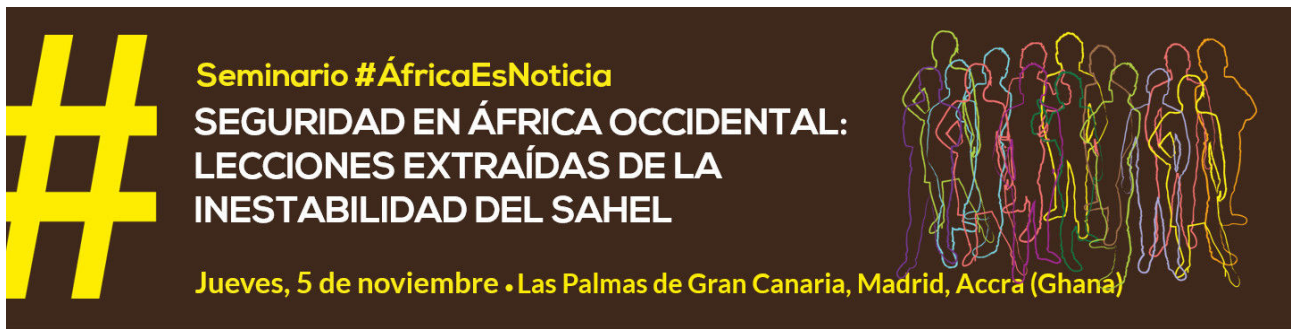 #
Seminario #ÁfricaEsNoticia
SEGURIDAD EN ÁFRICA OCCIDENTAL:
LECCIONES EXTRAÍDAS DE LA
INESTABILIDAD DEL SAHEL
Jueves, 5 de noviembre • Las Palmas de Gran Canaria, Madrid, Accra (Ghana)